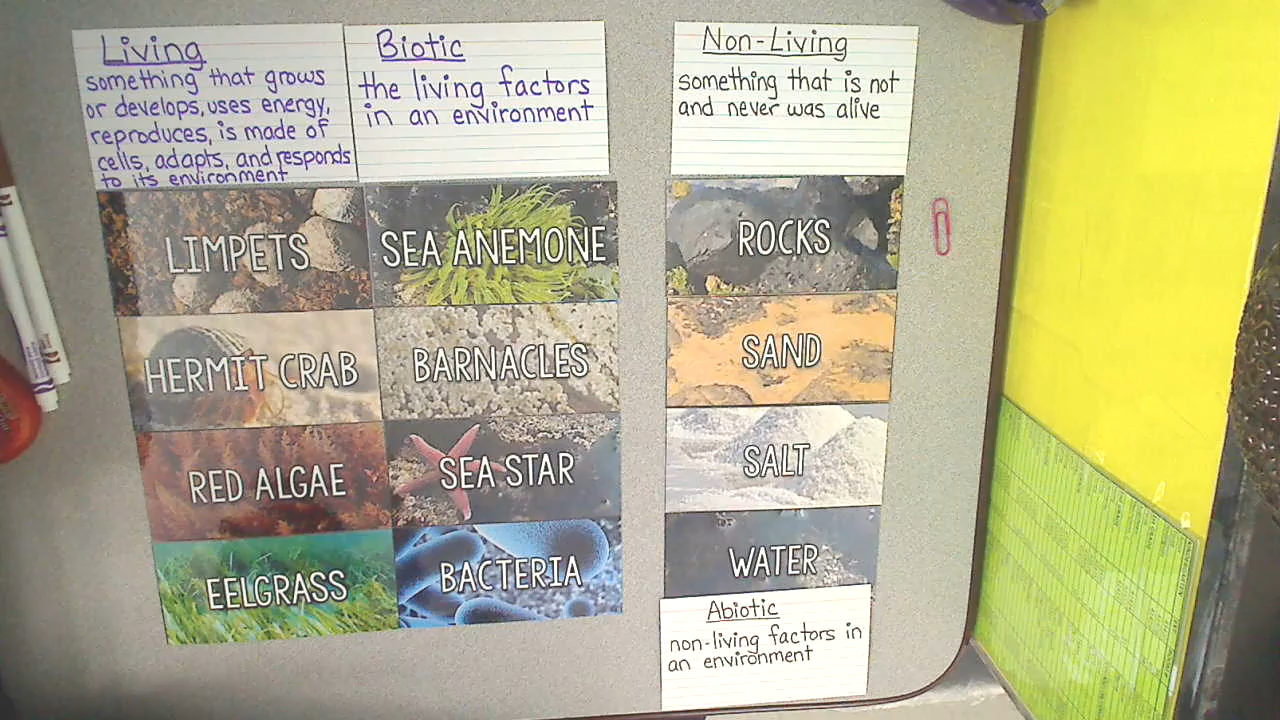 Living
something that grows
or develops, uses energy,
reproduces, is made of
cells, adapts, and responds
to its environment
Biotic
the living factors
in an environment
Non-Living
something that is not
and never was alive
LIMPETS
SEA ANEMONE
HERMIT CRAB
BARNACLES
RED ALGAE
SEA STAR
EELGRASS
BACTERIA
ROCKS
SAND
SALT
WATER
Abiotic
non-living factors in
an environment